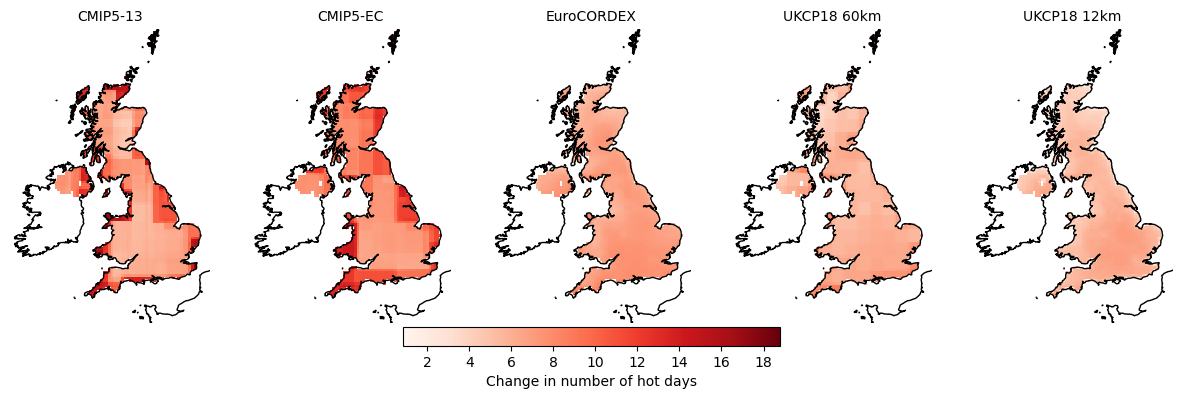 CMIP5-13 CMIP5-EC EuroCORDEX UKCP18 60km UKCP18 12km
2 4 6 8 10 12 14 16 18
Change in number of hot days